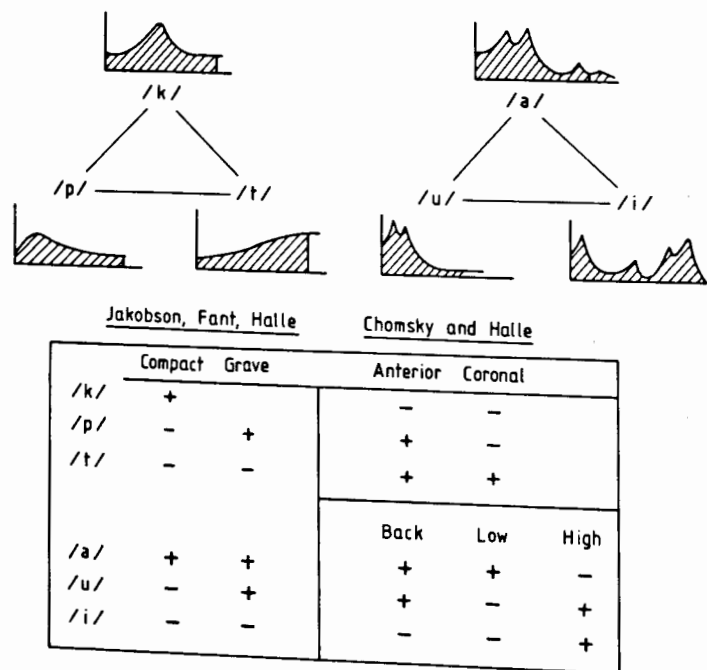 /k/ /a/
/p/ /t/ /u/ /i/
Jakobson, Fant, Halle Chomsky and Halle
Compact Grave Anterior Coronal
/k/ + − −
/p/ − + + −
/t/ − − + +
Back Low High
/a/ + + + + −
/u/ − + + − +
/i/ − − − − +